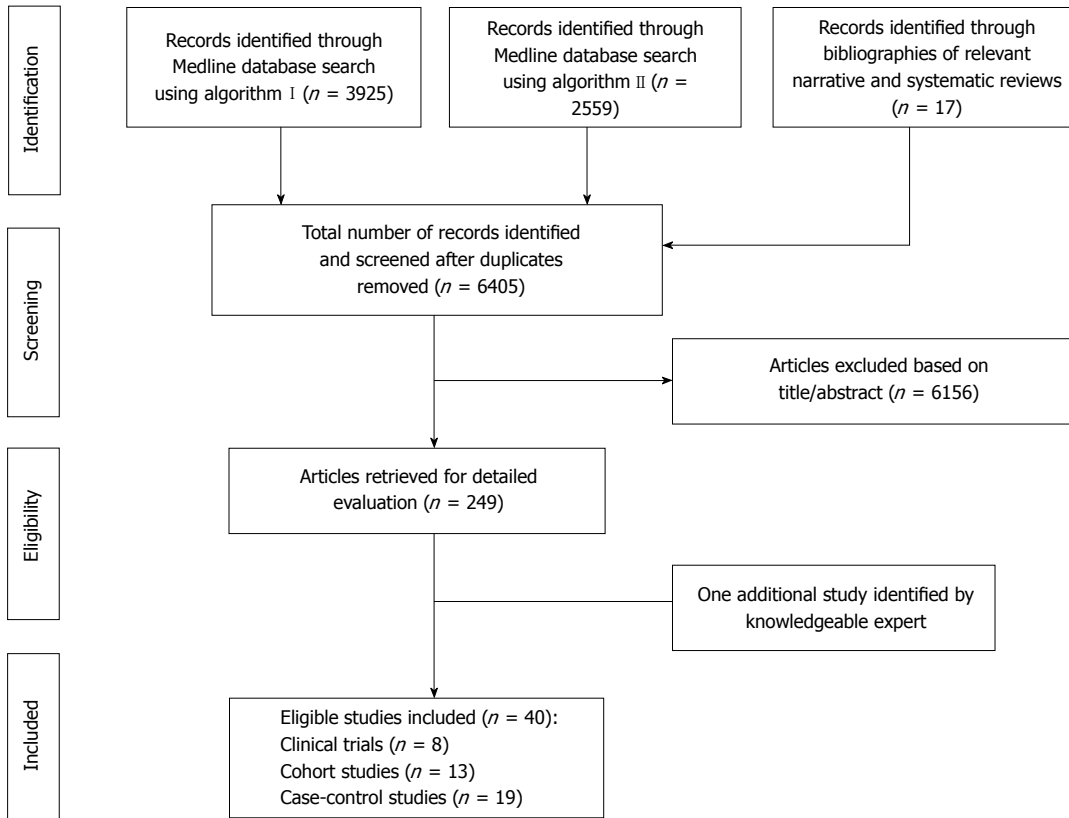 Identification
Records identified through
Medline database search
using algorithm Ⅰ (n = 3925)
Records identified through
Medline database search
using algorithm Ⅱ (n =
2559)
Records identified through
bibliographies of relevant
narrative and systematic reviews
(n = 17)
Screening
Total number of records identified
and screened after duplicates
removed (n = 6405)
Articles excluded based on
title/abstract (n = 6156)
Eligibility
Articles retrieved for detailed
evaluation (n = 249)
One additional study identified by
knowledgeable expert
Included
Eligible studies included (n = 40):
Clinical trials (n = 8)
Cohort studies (n = 13)
Case-control studies (n = 19)